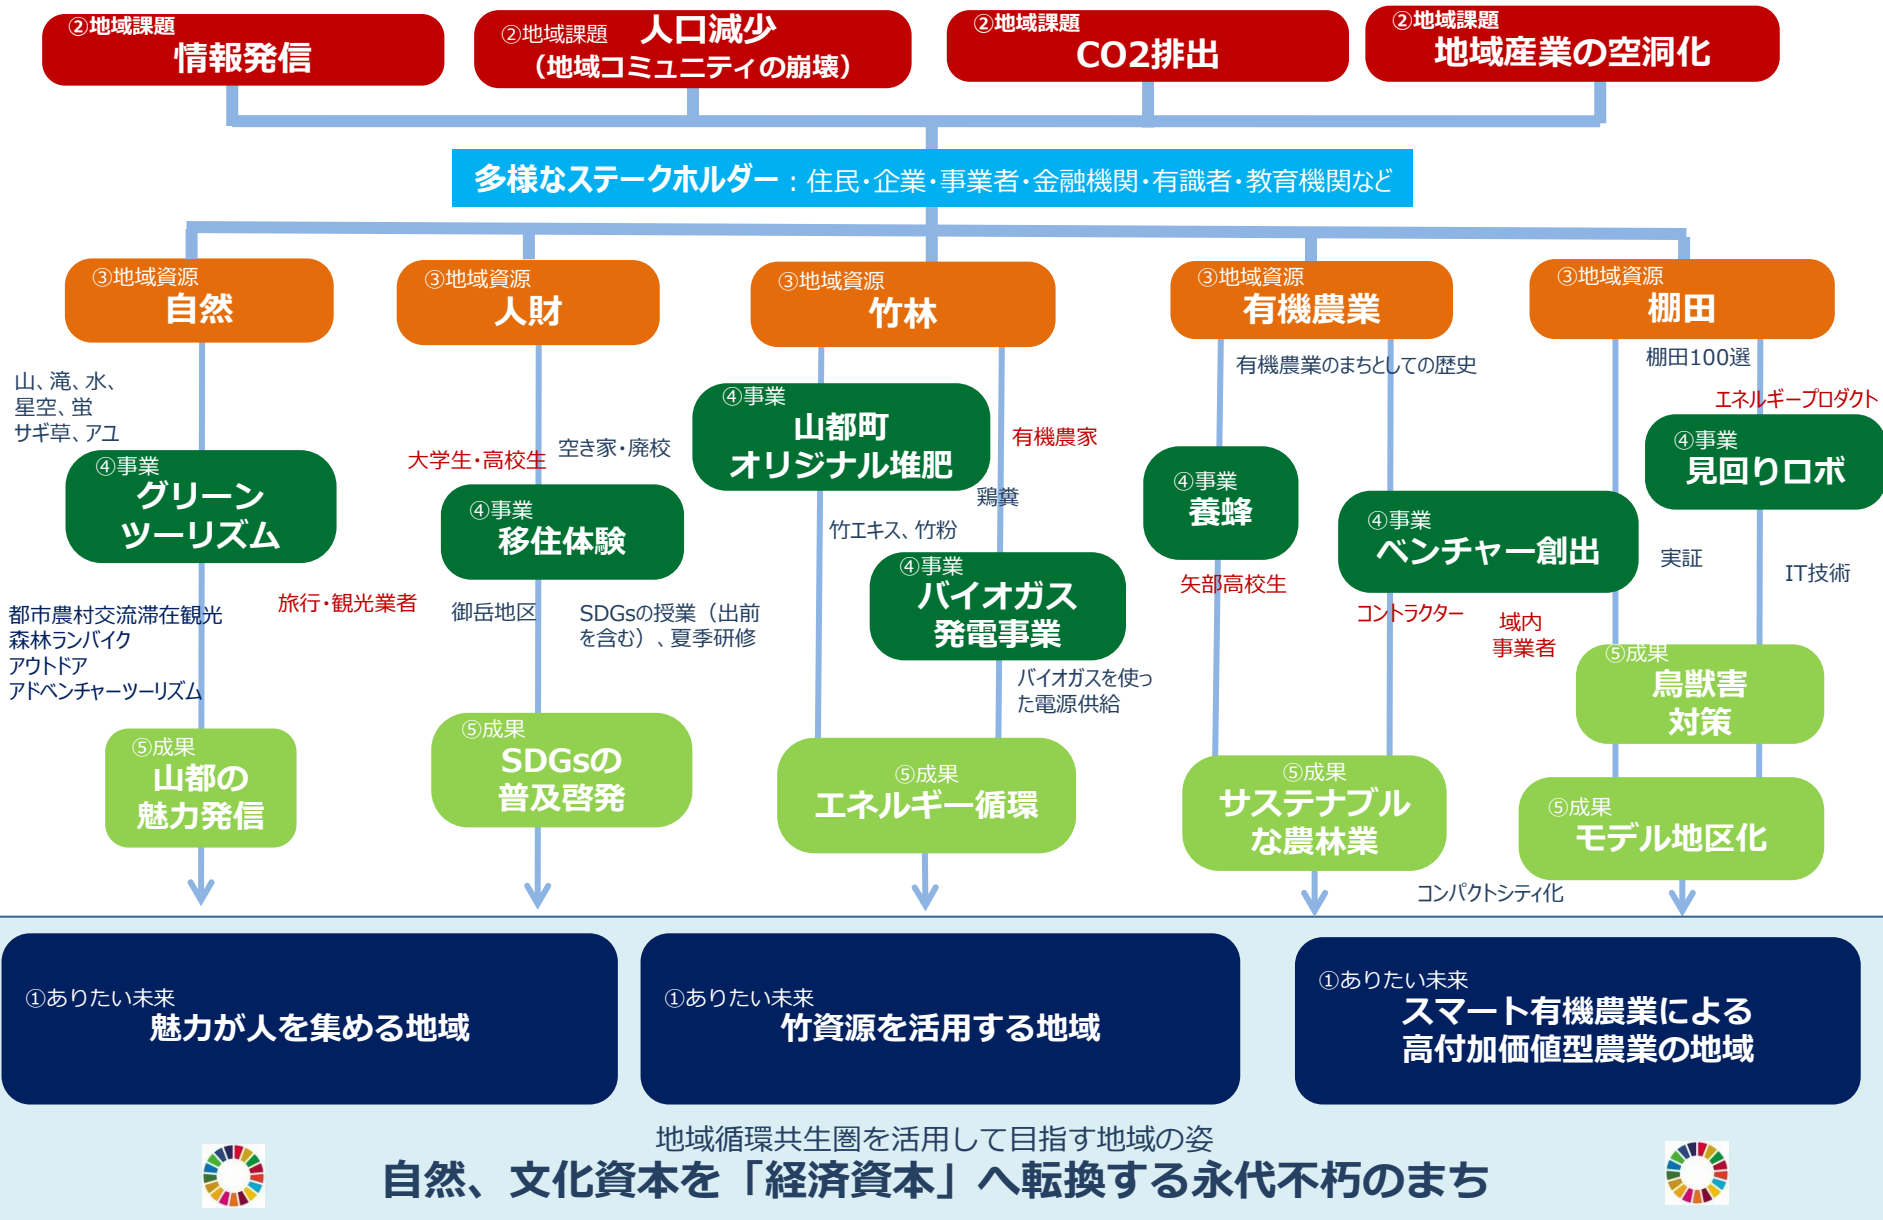 ②地域課題
情報発信
②地域課題 人口減少
（地域コミュニティの崩壊）
②地域課題
CO2排出
②地域課題
地域産業の空洞化
多様なステークホルダー：住民・企業・事業者・金融機関・有識者・教育機関など
③地域資源
自然
③地域資源
人財
③地域資源
竹林
③地域資源
有機農業
③地域資源
棚田
山、滝、水、
星空、蛍
サギ草、アユ
④事業
グリーン
ツーリズム
都市農村交流滞在観光
森林ランバイク
アウトドア
アドベンチャーツーリズム
旅行・観光業者
⑤成果
山都の
魅力発信
大学生・高校生
空き家・廃校
④事業
移住体験
御岳地区
SDGsの授業（出前
を含む）、夏季研修
⑤成果
SDGsの
普及啓発
④事業
山都町
オリジナル堆肥
有機農家
鶏糞
竹エキス、竹粉
④事業
バイオガス
発電事業
バイオガスを使っ
た電源供給
⑤成果
エネルギー循環
有機農業のまちとしての歴史
④事業
養蜂
矢部高校生
④事業
ベンチャー創出
コントラクター
域内
事業者
⑤成果
サステナブル
な農林業
棚田100選
エネルギープロダクト
④事業
見回りロボ
実証
IT技術
⑤成果
鳥獣害
対策
⑤成果
モデル地区化
コンパクトシティ化
①ありたい未来
魅力が人を集める地域
①ありたい未来
竹資源を活用する地域
①ありたい未来
スマート有機農業による
高付加価値型農業の地域
地域循環共生圏を活用して目指す地域の姿
自然、文化資本を「経済資本」へ転換する永代不朽のまち